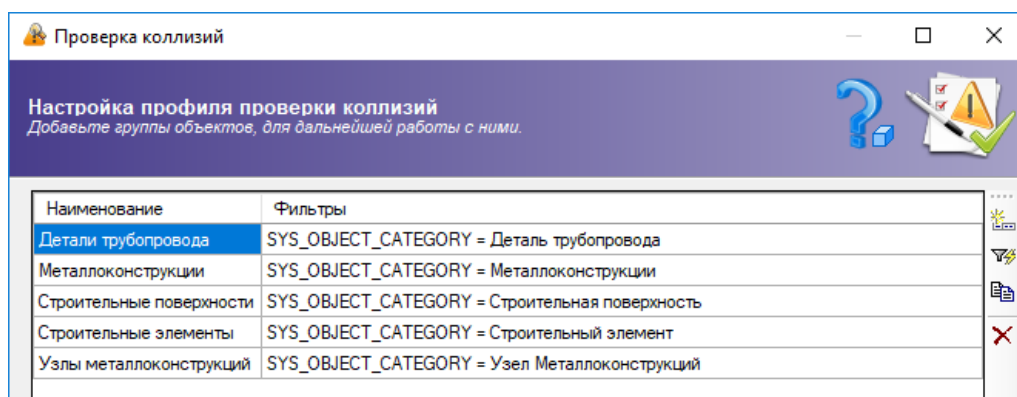 Проверка коллизий
Настройка профиля проверки коллизий
Добавьте группы объектов, для дальнейшей работы с ними.
Наименование Фильтры
Детали трубопровода SYS_OBJECT_CATEGORY = Деталь трубопровода
Металлоконструкции SYS_OBJECT_CATEGORY = Металлоконструкции
Строительные поверхности SYS_OBJECT_CATEGORY = Строительная поверхность
Строительные элементы SYS_OBJECT_CATEGORY = Строительный элемент
Узлы металлоконструкций SYS_OBJECT_CATEGORY = Узел Металлоконструкций